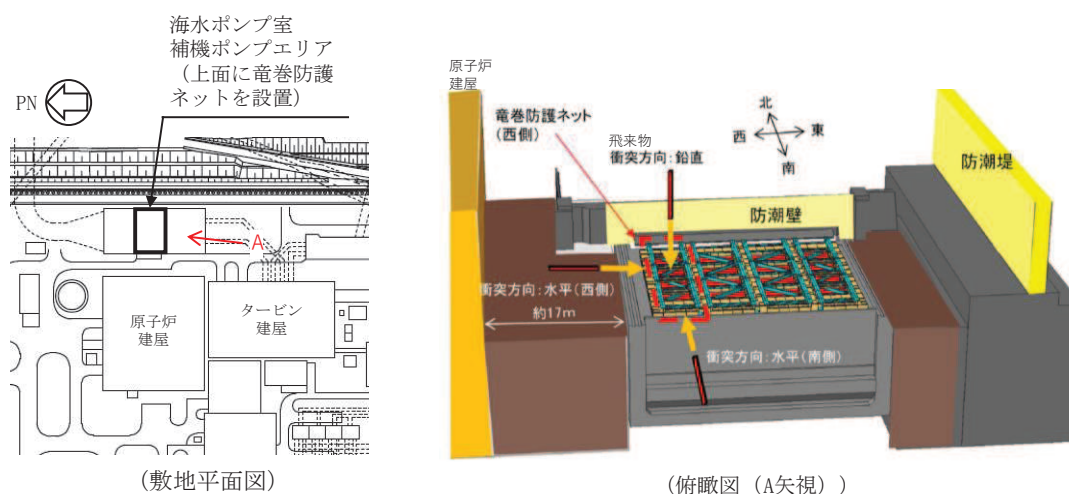 海水ポンプ室
補機ポンプエリア
（上面に竜巻防護
ネットを設置）
PN
A
原子炉
建屋
タービン
建屋
（敷地平面図）
原子炉
建屋
竜巻防護ネット
（西側）
飛来物
衝突方向：鉛直
北
西
東
南
防潮堤
防潮壁
衝突方向：水平（西側）
約17m
衝突方向：水平（南側）
（俯瞰図（A矢視））